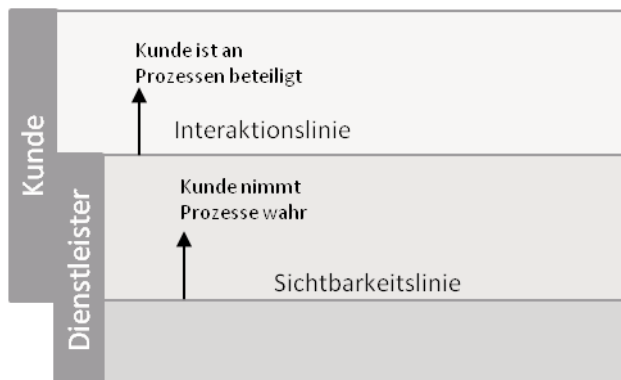 Kunde
Dienstleister
Kunde ist an
Prozessen beteiligt
Interaktionslinie
Kunde nimmt
Prozesse wahr
Sichtbarkeitslinie